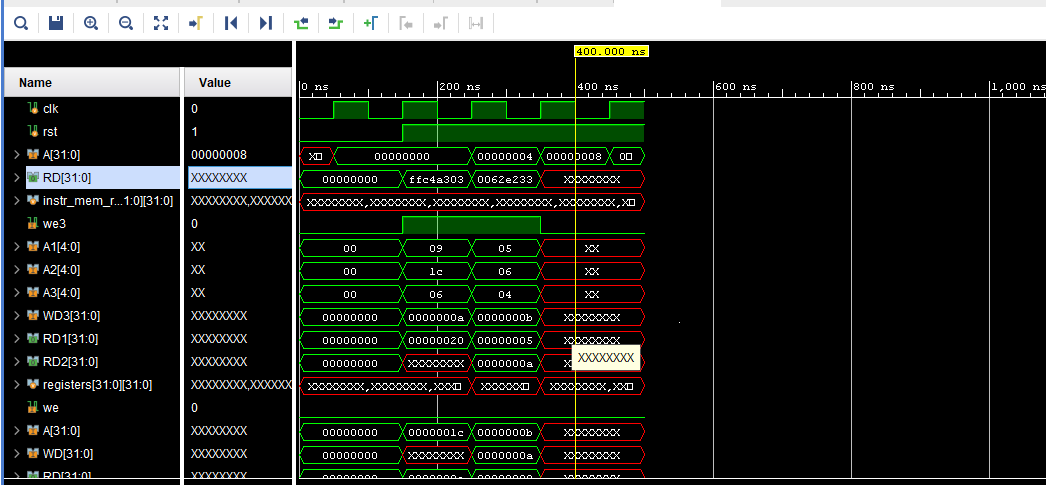 400.000 ns
Name Value 0 ns 200 ns 400 ns 600 ns 800 ns 1,000 ns
clk 0
rst 1
A[31:0] 00000008 00000000 00000004 00000008
RD[31:0] XXXXXXXX 00000000 ffc4a303 0062e233 XXXXXXXX
instr_mem_r...1:0][31:0] XXXXXXXX,XXXXXX XXXXXXXX,XXXXXXXX,XXXXXXXX,XXXXXXXX,XXXXXXXX,X
we3 0
A1[4:0] XX 00 09 05 XX
A2[4:0] XX 00 1c 06 XX
A3[4:0] XX 00 06 04 XX
WD3[31:0] XXXXXXXX 00000000 0000000a 0000000b XXXXXXXX
RD1[31:0] XXXXXXXX 00000000 00000020 00000005 XXXXXXXX
RD2[31:0] XXXXXXXX 00000000 XXXXXXXX 0000000a XXXXXXXX
registers[31:0][31:0] XXXXXXXX,XXXXXX XXXXXXXX,XXXXXXXX,XXX XXXXXX XXXXXXXX,XX
we 0
A[31:0] XXXXXXXX 00000000 0000001c 0000000b XXXXXXXX
WD[31:0] XXXXXXXX 00000000 XXXXXXXX 0000000a XXXXXXXX
RD[31:0] XXXXXXXX 00000000